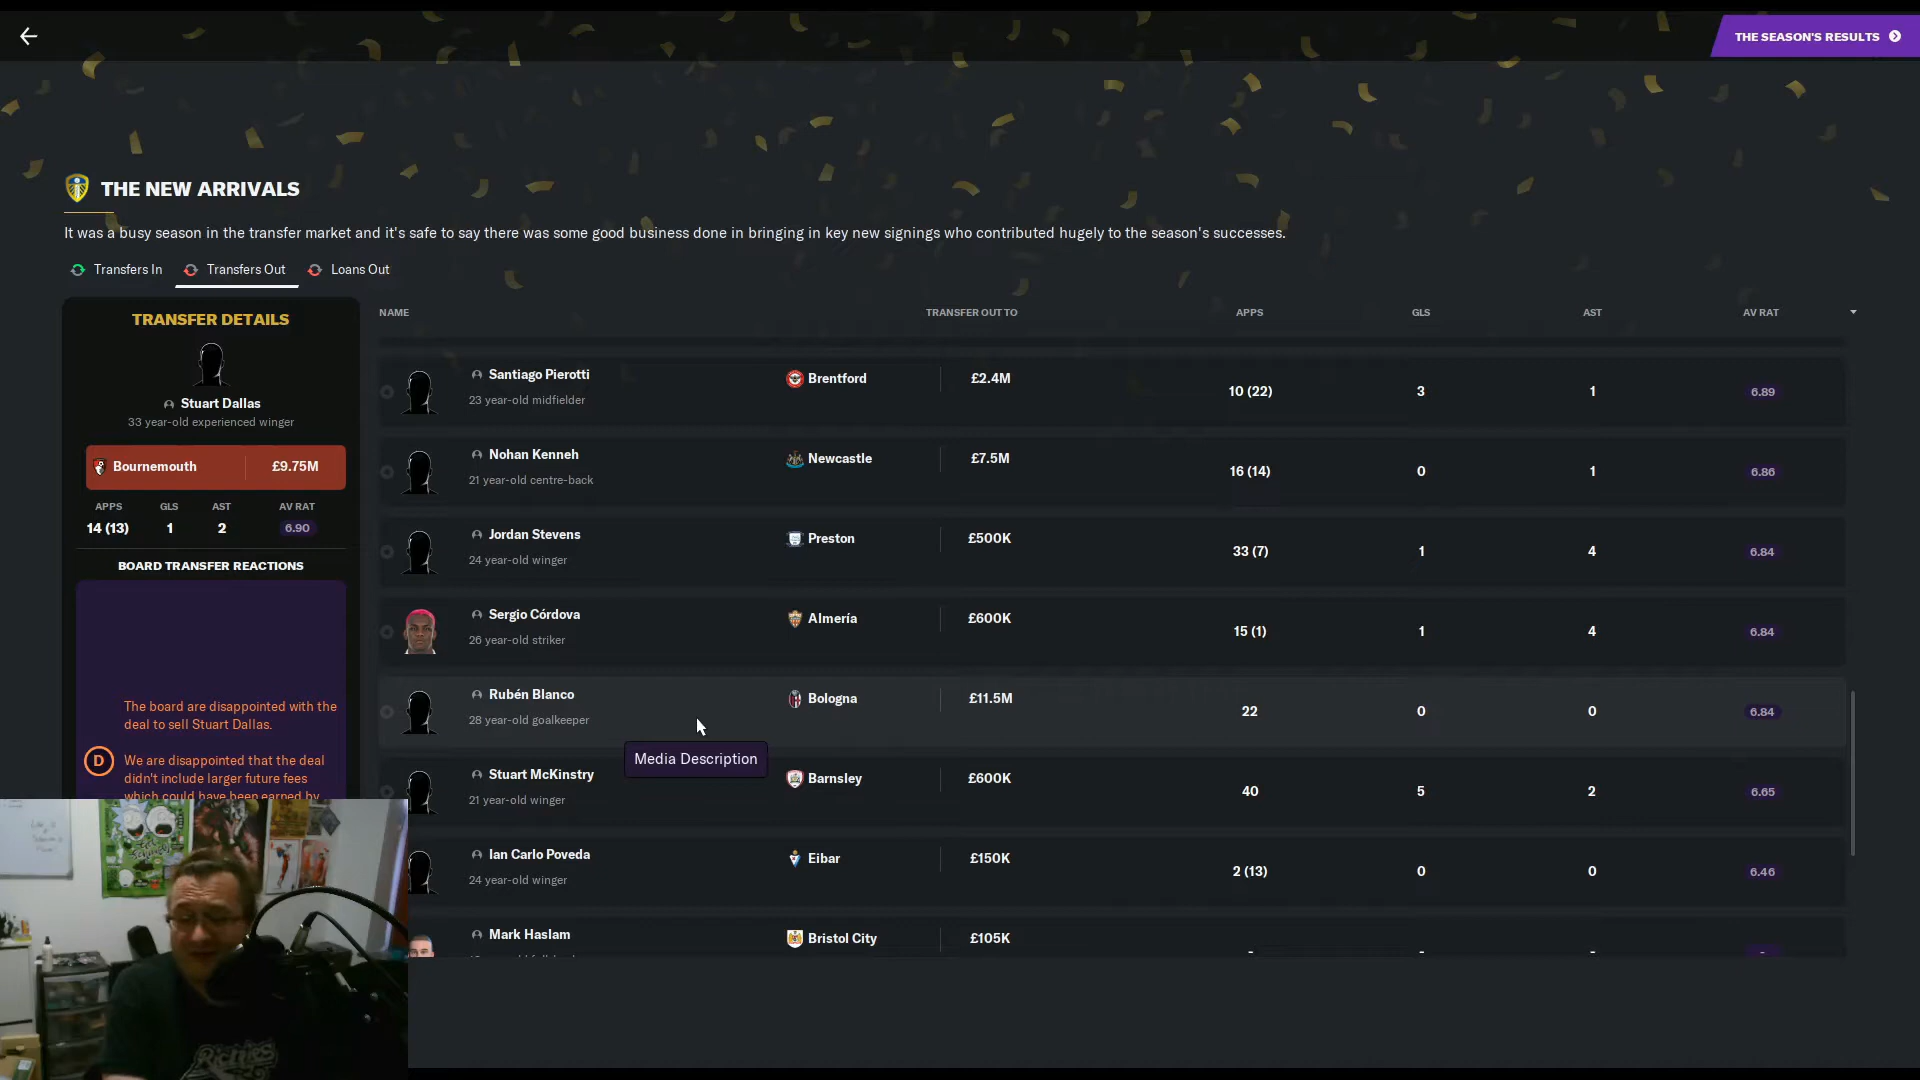 THE SEASON'S RESULTS
THE NEW ARRIVALS
It was a busy season in the transfer market and it's safe to say there was some good business done in bringing in key new signings who contributed hugely to the season's successes.
Transfers In Transfers Out Loans Out
TRANSFER DETAILS
Stuart Dallas
33 year-old experienced winger
Bournemouth £9.75M
APPS GLS AST AV RAT
14 (13) 1 2 6.90
BOARD TRANSFER REACTIONS
The board are disappointed with the
deal to sell Stuart Dallas.
D
We are disappointed that the deal
didn't include larger future fees
which could have been earned by
NAME TRANSFER OUT TO APPS GLS AST AV RAT
Santiago Pierotti Brentford £2.4M 10 (22) 3 1 6.89
23 year-old midfielder
Nohan Kenneh Newcastle £7.5M 16 (14) 0 1 6.86
21 year-old centre-back
Jordan Stevens Preston £500K 33 (7) 1 4 6.84
24 year-old winger
Sergio Córdova Almería £600K 15 (1) 1 4 6.84
26 year-old striker
Rubén Blanco Bologna £11.5M 22 0 0 6.84
28 year-old goalkeeper
Media Description
Stuart McKinstry Barnsley £600K 40 5 2 6.65
21 year-old winger
Ian Carlo Poveda Eibar £150K 2 (13) 0 0 6.46
24 year-old winger
Mark Haslam Bristol City £105K - - - -